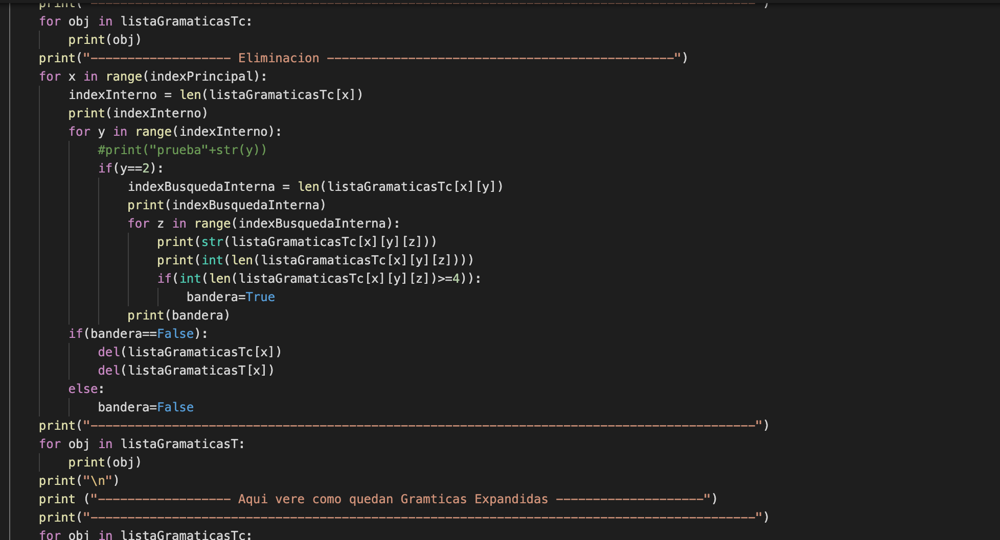 print("------------------------------------------------------------------------------------------")
for obj in listaGramaticasTc:
print(obj)
print("------------------- Eliminacion -----------------------------------------------")
for x in range(indexPrincipal):
indexInterno = len(listaGramaticasTc[x])
print(indexInterno)
for y in range(indexInterno):
#print("prueba"+str(y))
if(y==2):
indexBusquedaInterna = len(listaGramaticasTc[x][y])
print(indexBusquedaInterna)
for z in range(indexBusquedaInterna):
print(str(listaGramaticasTc[x][y][z]))
print(int(len(listaGramaticasTc[x][y][z])))
if(int(len(listaGramaticasTc[x][y][z])>=4)):
bandera=True
print(bandera)
if(bandera==False):
del(listaGramaticasTc[x])
del(listaGramaticasT[x])
else:
bandera=False
print("------------------------------------------------------------------------------------------")
for obj in listaGramaticasT:
print(obj)
print("\n")
print ("------------------ Aqui vere como quedan Gramticas Expandidas --------------------")
print("------------------------------------------------------------------------------------------")
for obj in listaGramaticasTc: